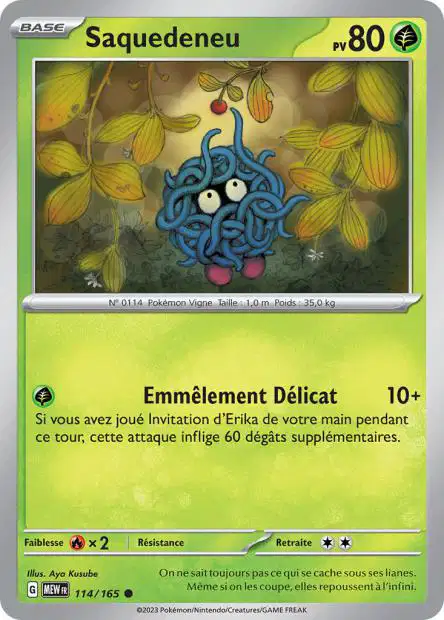 BASE
Saquedeneu
PV 80
N° 0114 Pokémon Vigne Taille : 1,0 m Poids : 35,0 kg
Emmêlement Délicat 10+
Si vous avez joué Invitation d'Erika de votre main pendant
ce tour, cette attaque inflige 60 dégâts supplémentaires.
Faiblesse × 2 Résistance Retraite
Illus. Ayo Kusube
G MEW FR 114/165
On ne sait toujours pas ce qui se cache sous ses lianes.
Même si on les coupe, elles repoussent à l'infini.
©2023 Pokémon/Nintendo/Creatures/GAME FREAK